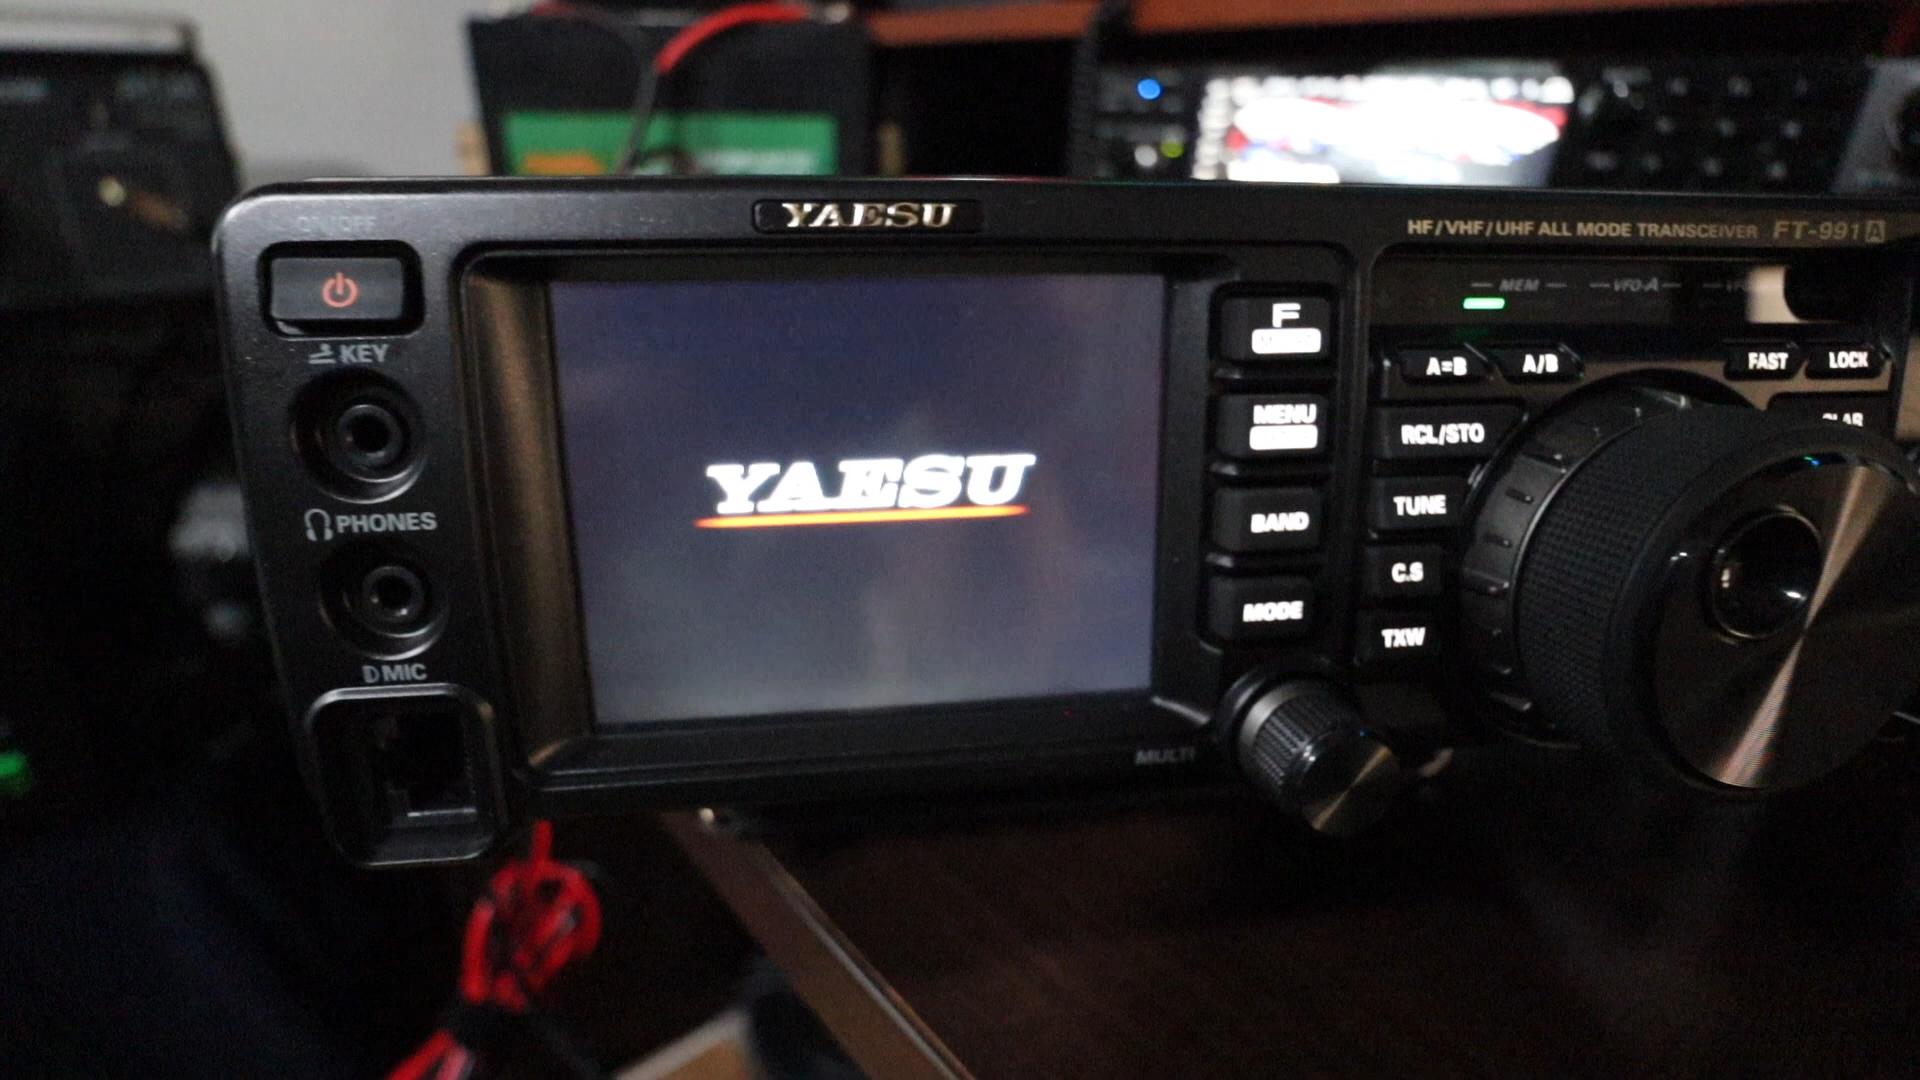 YAESU
HF/VHF/UHF ALL MODE TRANSCEIVER FT-991A
ON/OFF
MEM VFO-A
F
A=B A/B FAST LOCK
KEY
MENU
RCL/STO
YAESU
TUNE
PHONES
BAND
C.S
MODE
TXW
MIC
MULTI